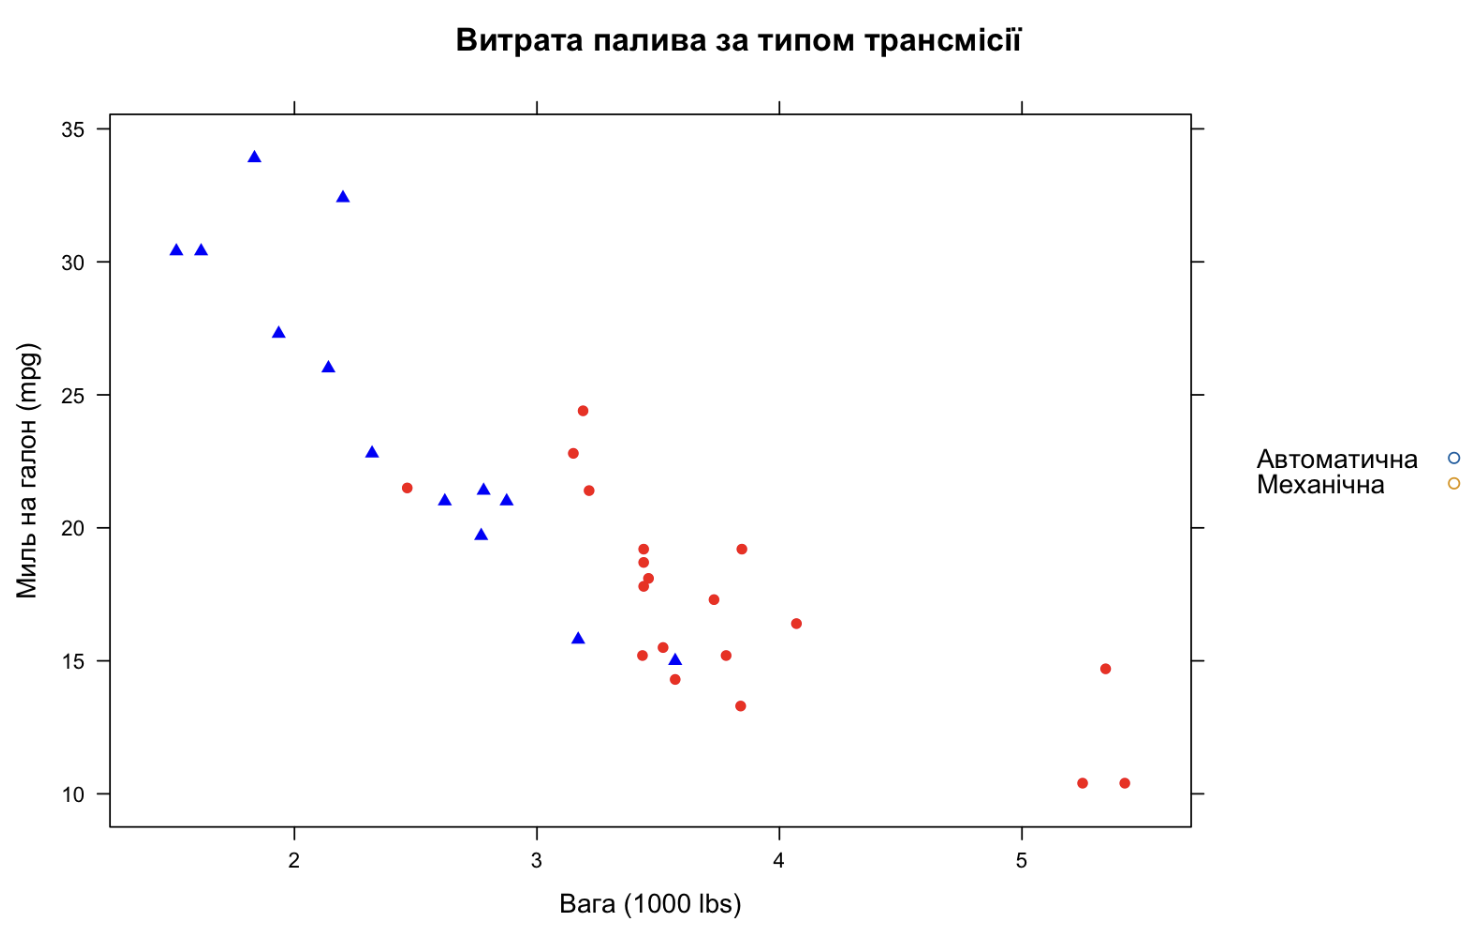 Витрата палива за типом трансмісії
35
30
25
20
15
10
Миль на галон (mpg)
2
3
4
5
Вага (1000 lbs)
Автоматична
Механічна